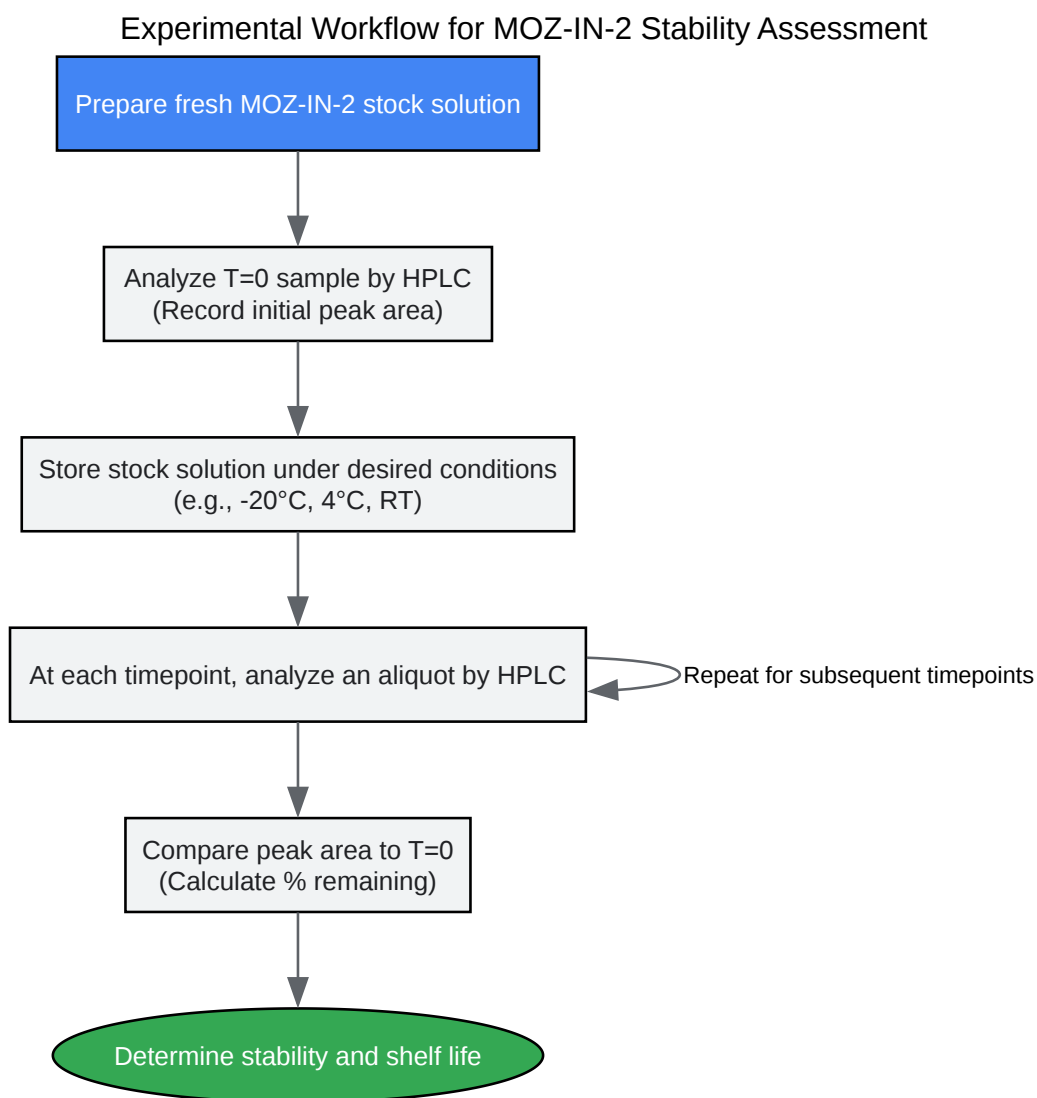 Experimental Workflow for MOZ-IN-2 Stability Assessment
Prepare fresh MOZ-IN-2 stock solution
Analyze T=0 sample by HPLC
(Record initial peak area)
Store stock solution under desired conditions
(e.g., -20°C, 4°C, RT)
At each timepoint, analyze an aliquot by HPLC
Repeat for subsequent timepoints
Compare peak area to T=0
(Calculate % remaining)
Determine stability and shelf life